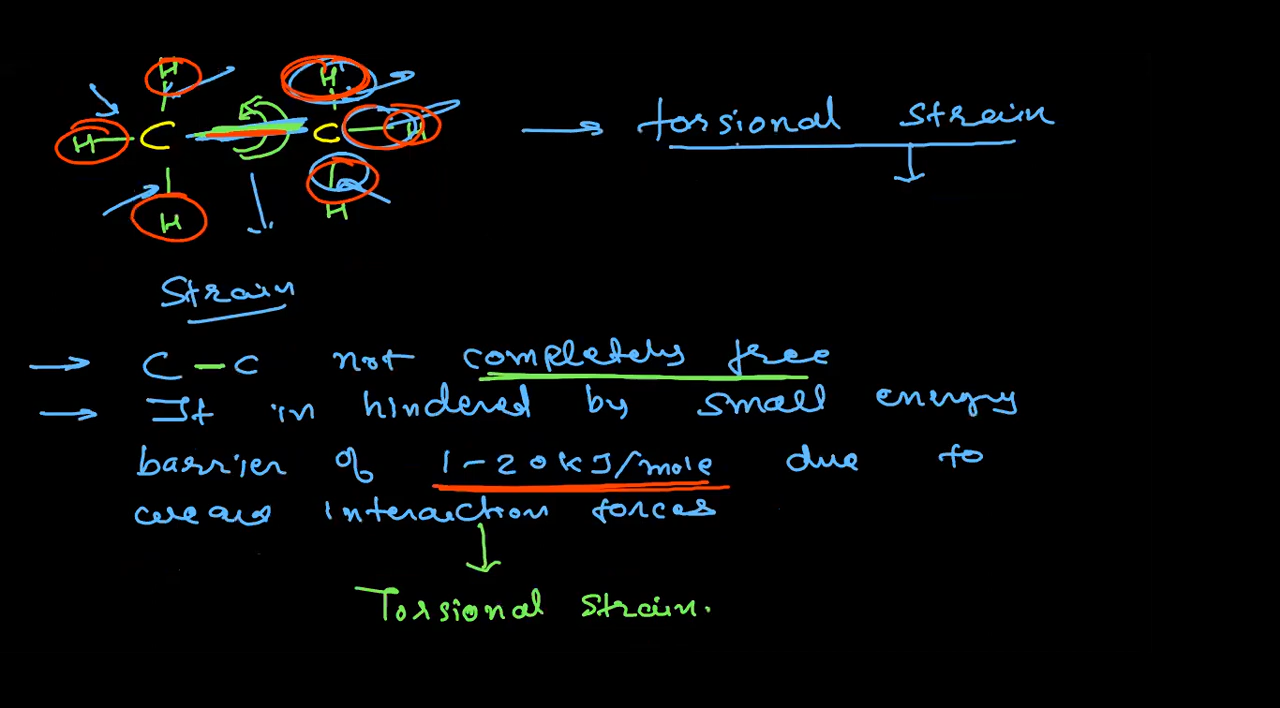 H H
H C C H
H H
torsional strain
Strain
C - C not completely free
→ It in hindered by small energy
barrier of 1-20 kJ/mole due to
weak interaction forces
Torsional strain.